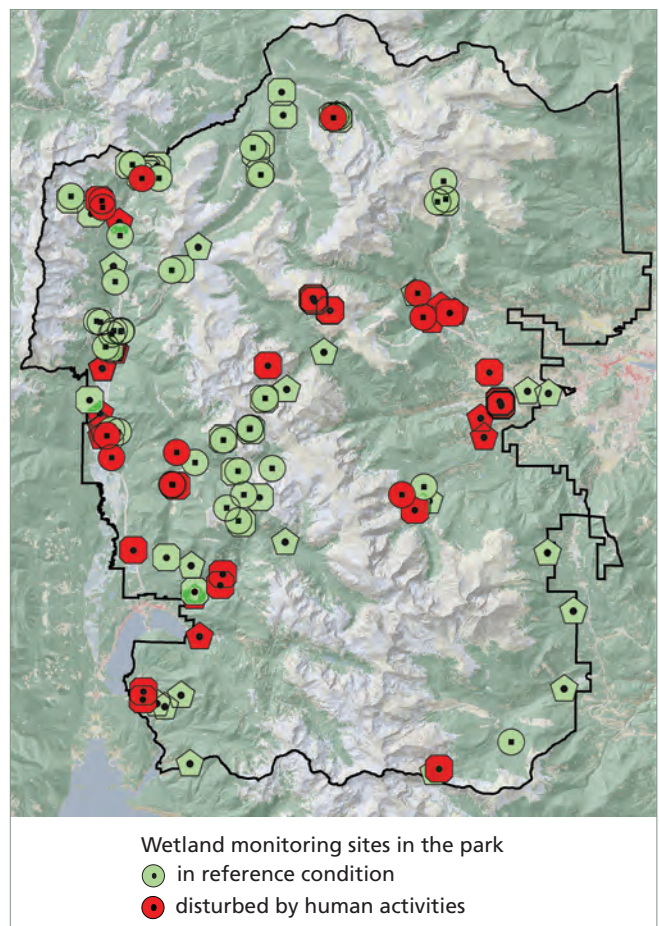 Wetland monitoring sites in the park
in reference condition
disturbed by human activities